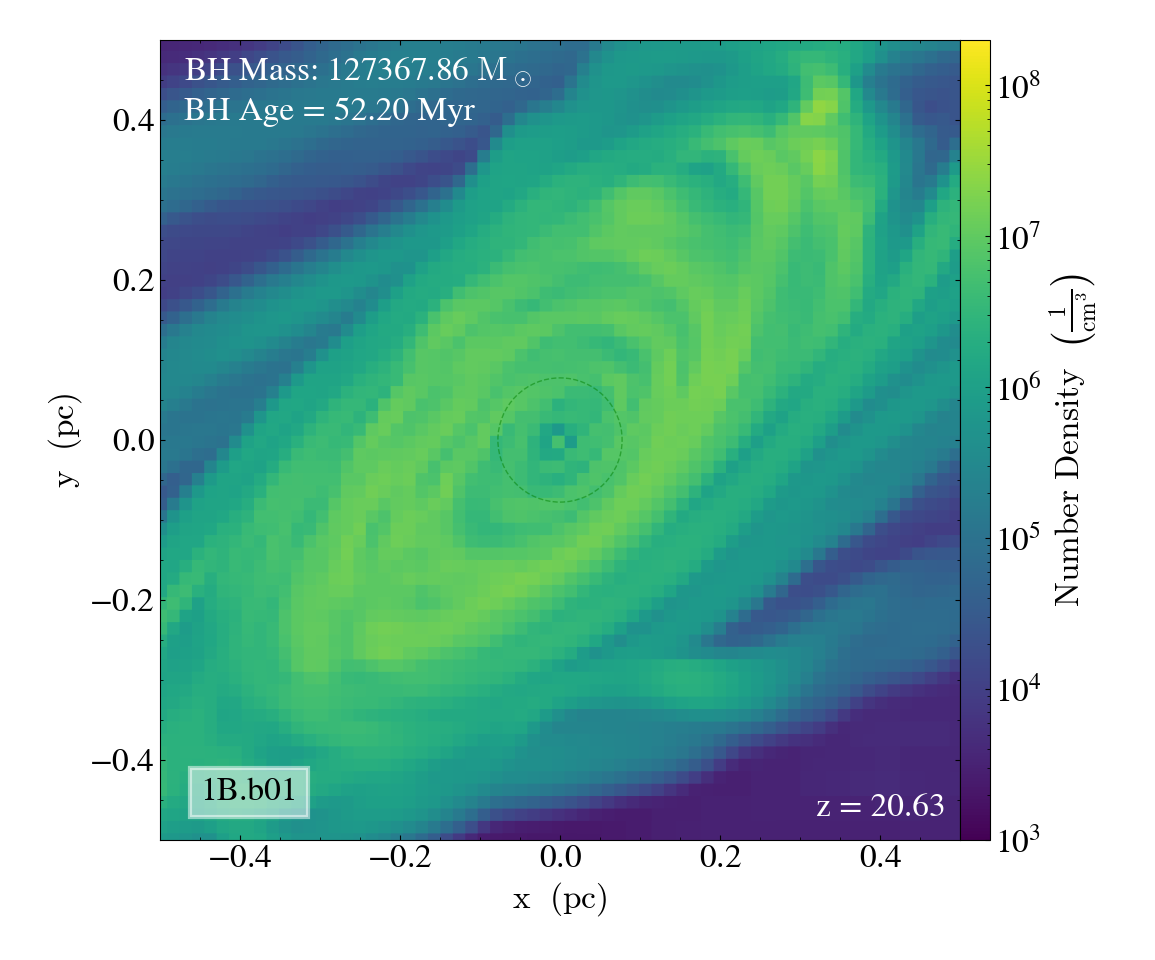 BH Mass: 127367.86 M⊙
BH Age = 52.20 Myr
0.4
0.2
0.0
−0.2
−0.4
y (pc)
1B.b01
z = 20.63
−0.4 −0.2 0.0 0.2 0.4
x (pc)
10⁸
10⁷
10⁶
10⁵
10⁴
10³
Number Density (1/cm³)